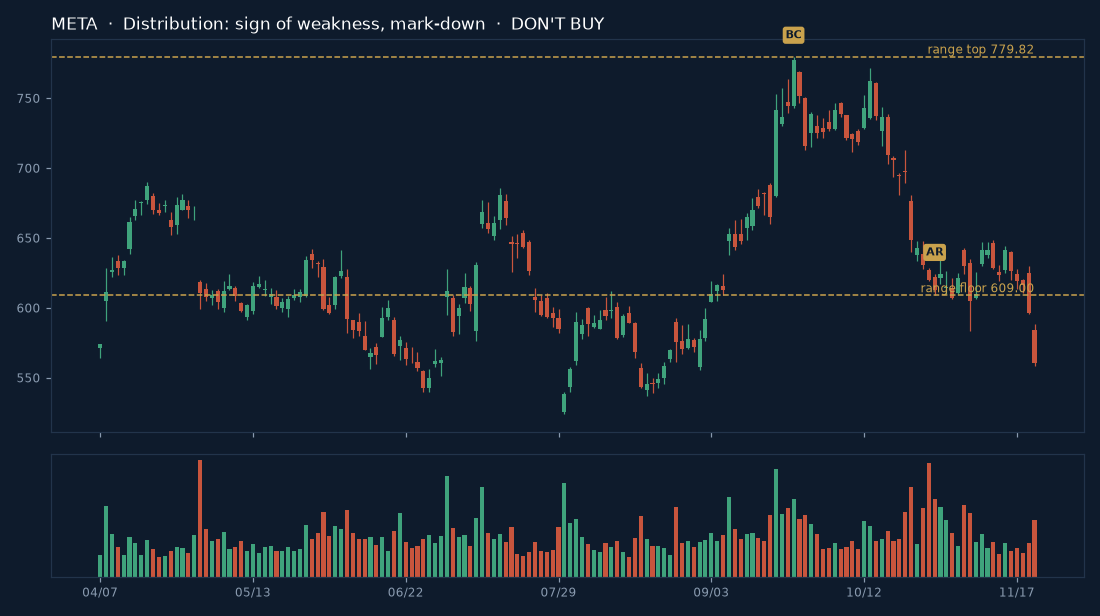 META · Distribution: sign of weakness, mark-down · DON'T BUY
BC
range top 779.82
750
700
650
AR
range floor 609.00
600
550
04/07 05/13 06/22 07/29 09/03 10/12 11/17